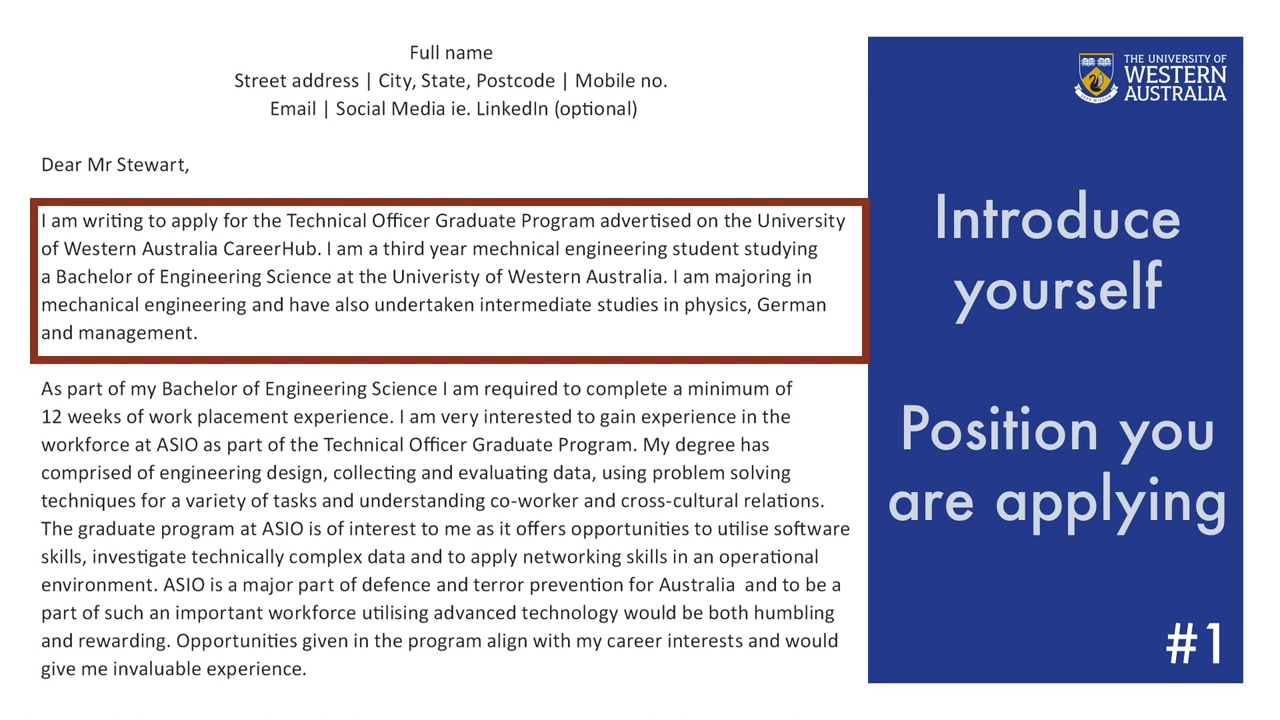 Full name
Street address | City, State, Postcode | Mobile no.
Email | Social Media ie. LinkedIn (optional)
Dear Mr Stewart,
I am writing to apply for the Technical Officer Graduate Program advertised on the University
of Western Australia CareerHub. I am a third year mechnical engineering student studying
a Bachelor of Engineering Science at the Univeristy of Western Australia. I am majoring in
mechanical engineering and have also undertaken intermediate studies in physics, German
and management.
As part of my Bachelor of Engineering Science I am required to complete a minimum of
12 weeks of work placement experience. I am very interested to gain experience in the
workforce at ASIO as part of the Technical Officer Graduate Program. My degree has
comprised of engineering design, collecting and evaluating data, using problem solving
techniques for a variety of tasks and understanding co-worker and cross-cultural relations.
The graduate program at ASIO is of interest to me as it offers opportunities to utilise software
skills, investigate technically complex data and to apply networking skills in an operational
environment. ASIO is a major part of defence and terror prevention for Australia  and to be a
part of such an important workforce utilising advanced technology would be both humbling
and rewarding. Opportunities given in the program align with my career interests and would
give me invaluable experience.
THE UNIVERSITY OF
WESTERN
AUSTRALIA
Introduce
yourself
Position you
are applying
#1